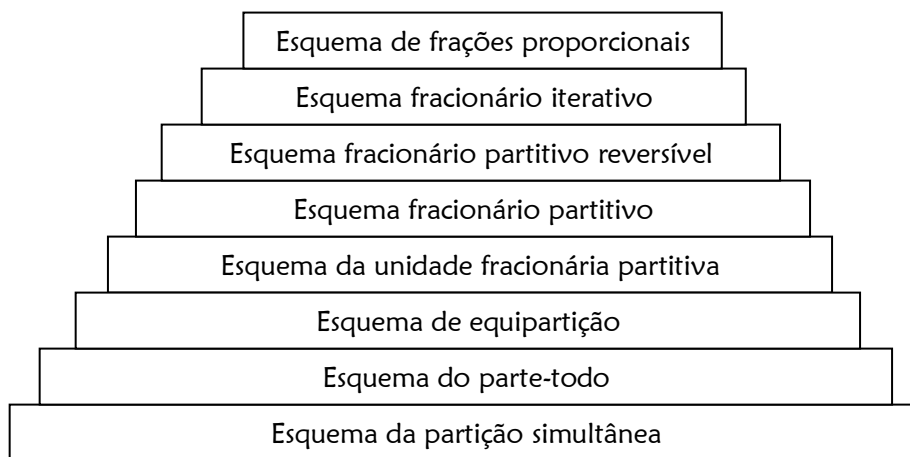 Esquema de frações proporcionais
Esquema fracionário iterativo
Esquema fracionário partitivo reversível
Esquema fracionário partitivo
Esquema da unidade fracionária partitiva
Esquema de equipartição
Esquema do parte-todo
Esquema da partição simultânea